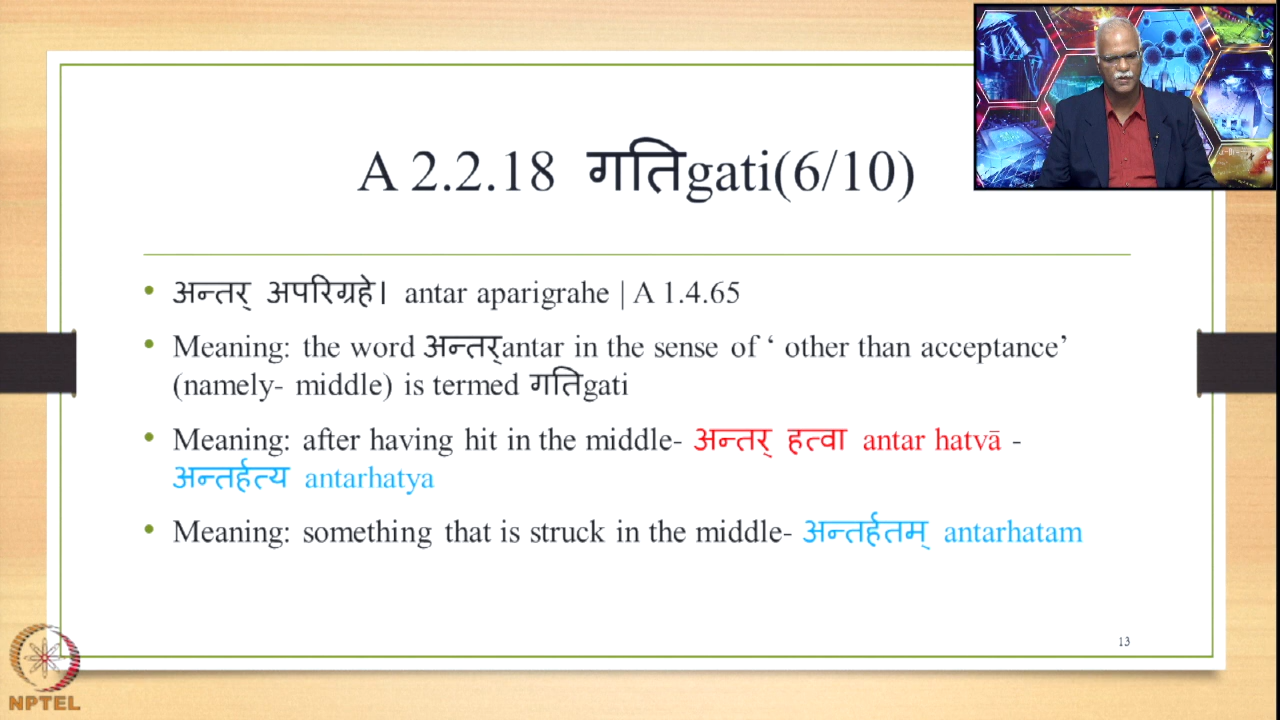 A 2.2.18 गतिgati(6/10)
• अन्तर् अपरिग्रहे। antar aparigrahe | A 1.4.65
• Meaning: the word अन्तर्antar in the sense of ‘ other than acceptance’
(namely- middle) is termed गतिgati
• Meaning: after having hit in the middle- अन्तर् हत्वा antar hatvā -
अन्तर्हत्य antarhatya
• Meaning: something that is struck in the middle- अन्तर्हतम् antarhatam
13
NPTEL